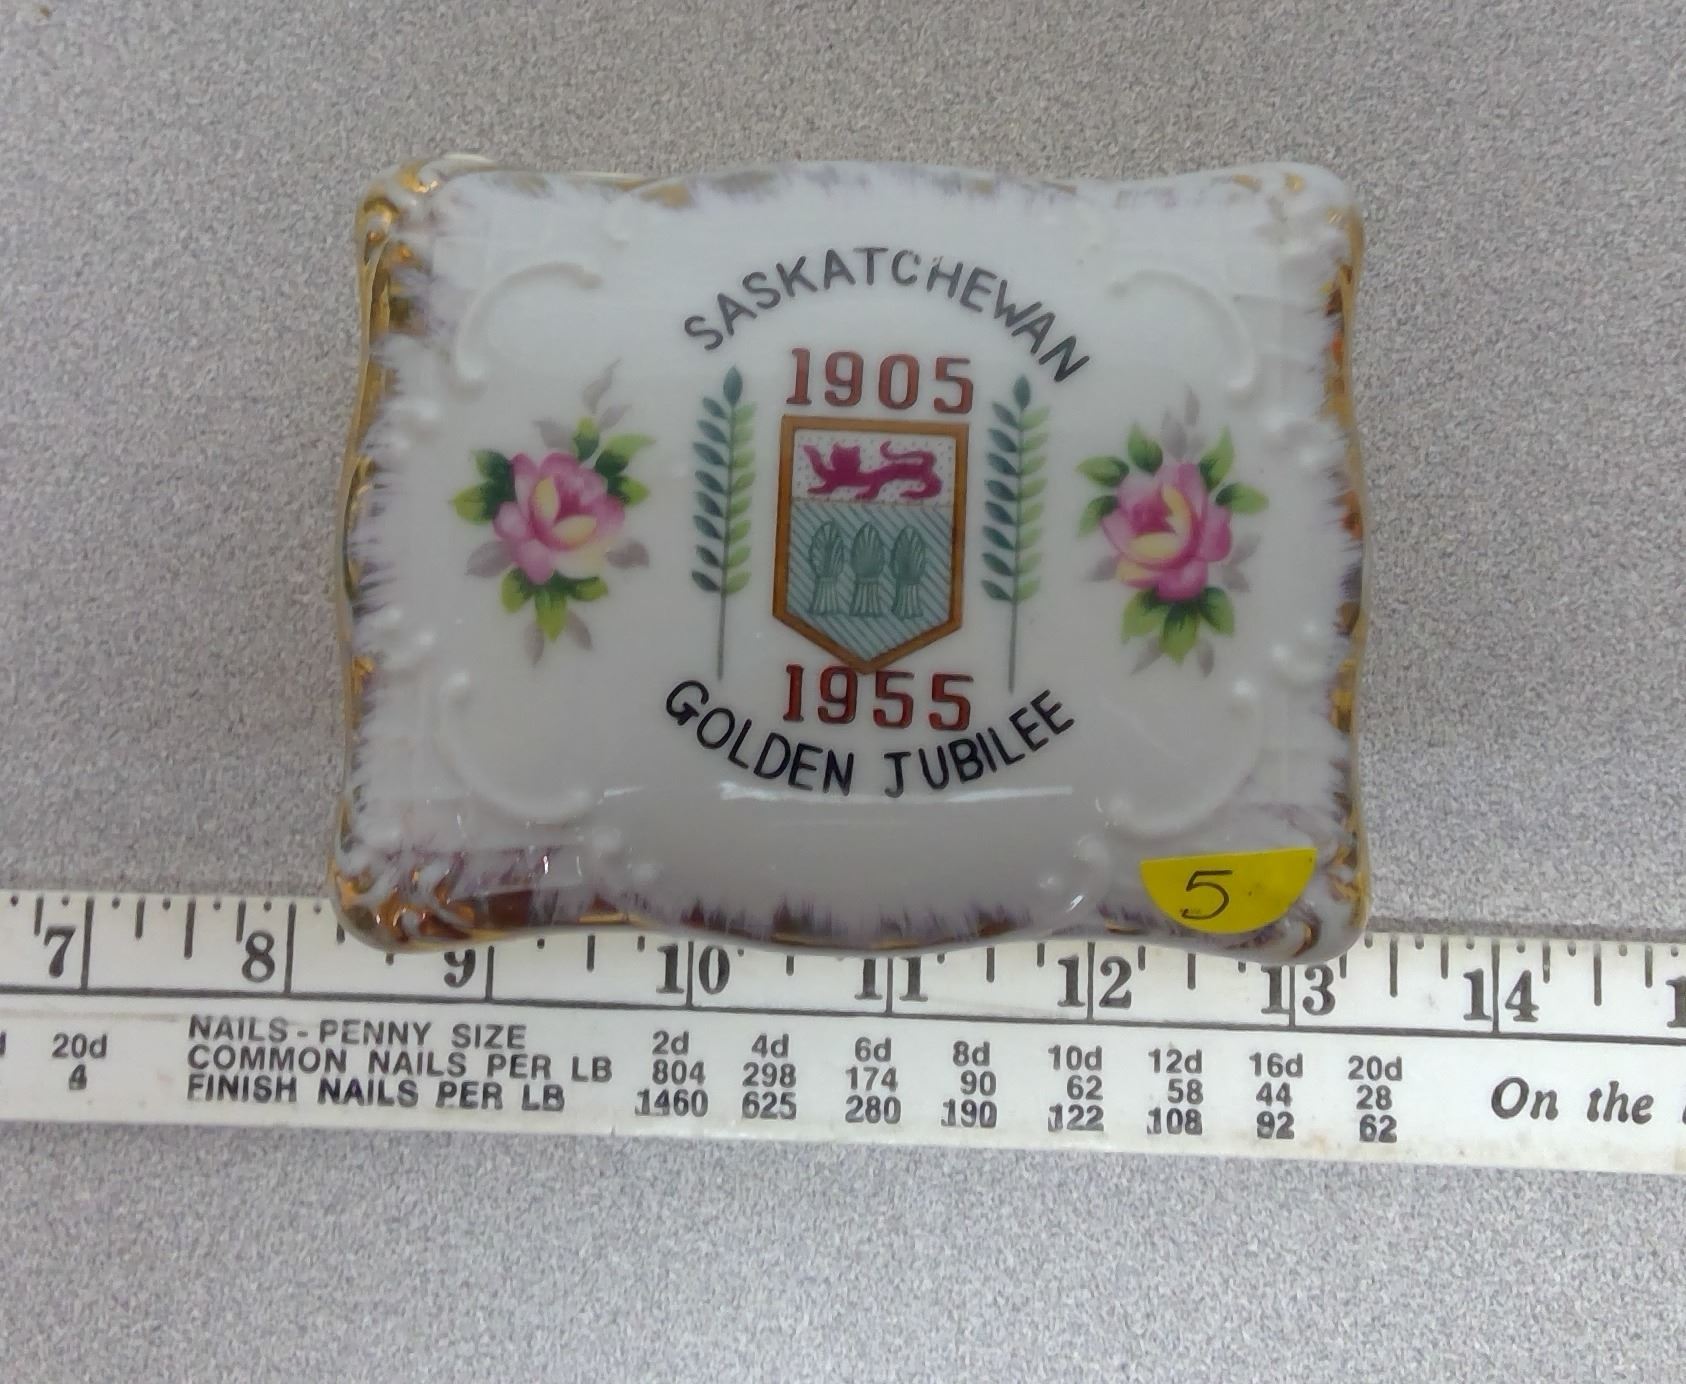 SASKATCHEWAN
1905
1955
GOLDEN JUBILEE
5
7 8 9 10 11 12 13 14
20d NAILS - PENNY SIZE 2d 4d 6d 8d 10d 12d 16d 20d
COMMON NAILS PER LB 804 298 174 90 62 58 44 28
FINISH NAILS PER LB 1460 625 280 190 122 108 92 62
On the